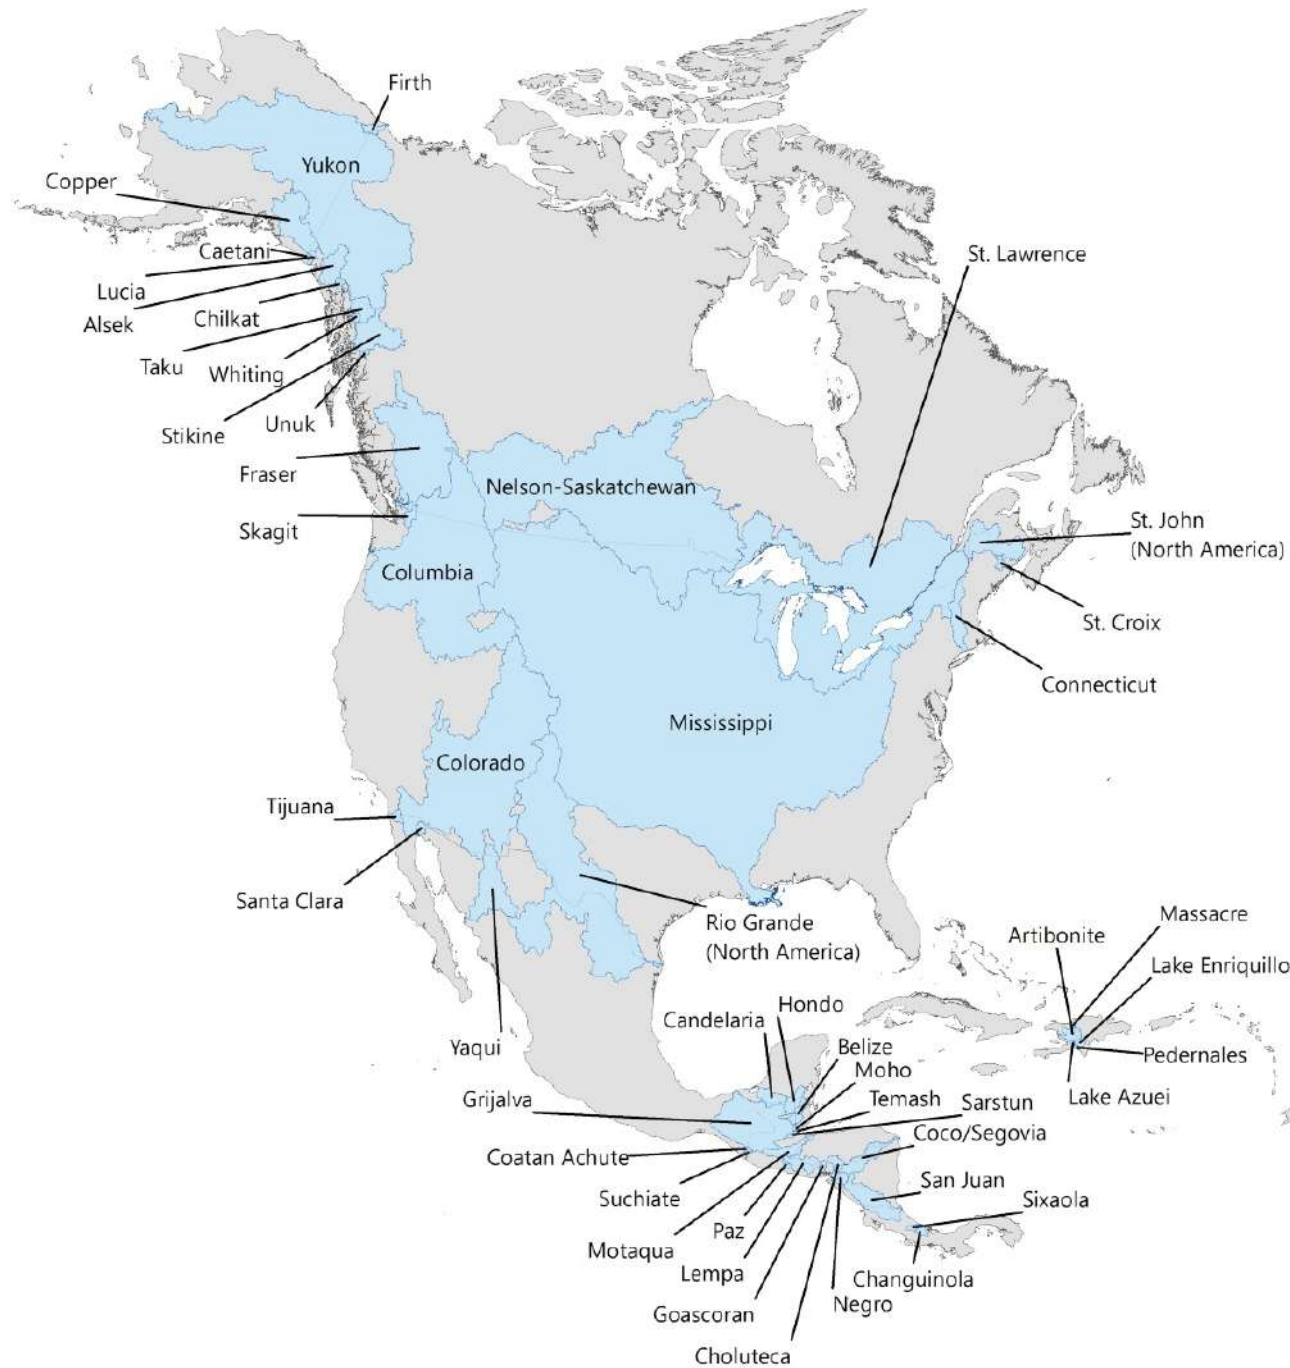 Firth
Yukon
Copper
Caetani
Lucia
Alsek
Chilkat
Taku
Whiting
Unuk
Stikine
Fraser
Skagit
Nelson-Saskatchewan
Columbia
St. Lawrence
St. John
(North America)
St. Croix
Connecticut
Mississippi
Colorado
Tijuana
Santa Clara
Rio Grande
(North America)
Yaqui
Massacre
Artibonite
Lake Enriquillo
Pedernales
Lake Azuei
Candelaria
Hondo
Belize
Moho
Temash
Sarstun
Grijalva
Coco/Segovia
Coatan Achute
San Juan
Suchiate
Sixaola
Paz
Motaqua
Lempa
Changuinola
Negro
Goascoran
Choluteca